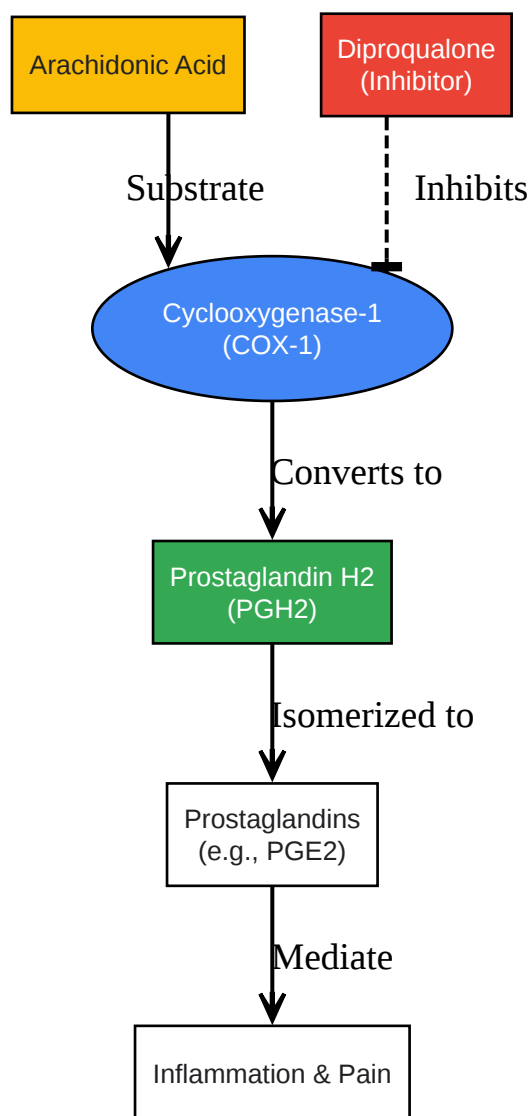 Arachidonic Acid
Diproqualone
(Inhibitor)
Substrate
Inhibits
Cyclooxygenase-1
(COX-1)
Converts to
Prostaglandin H2
(PGH2)
Isomerized to
Prostaglandins
(e.g., PGE2)
Mediate
Inflammation & Pain